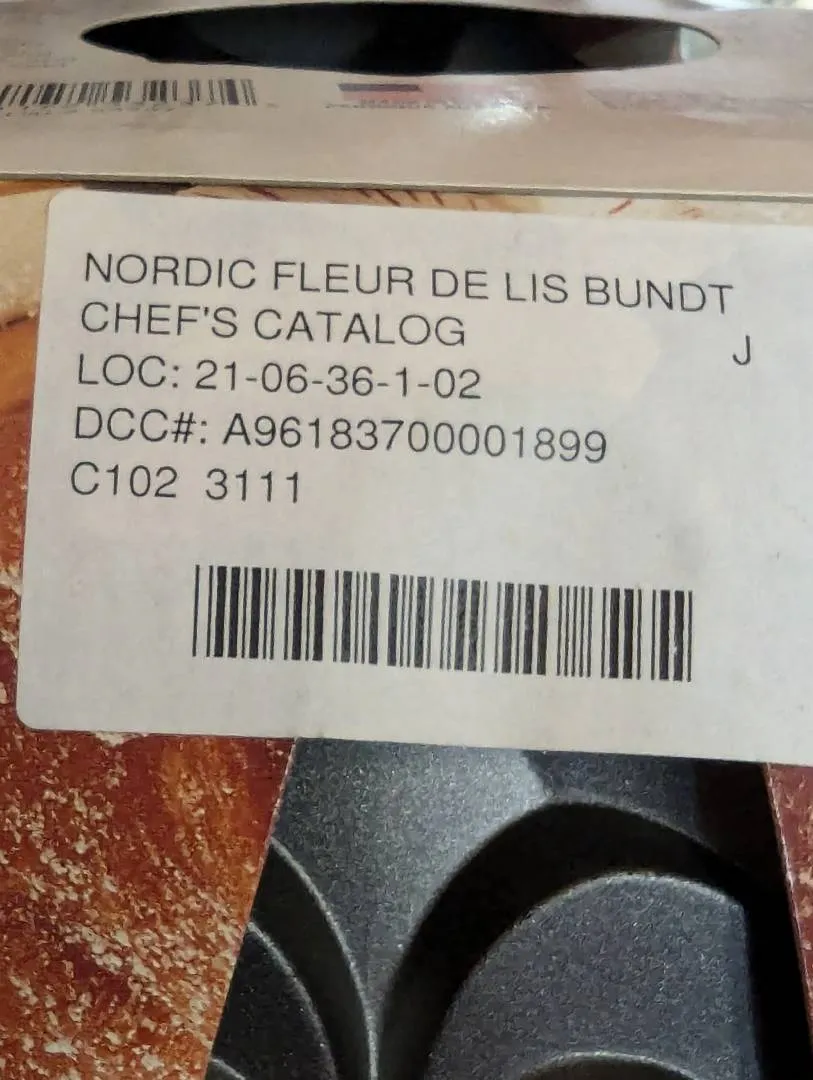 NORDIC FLEUR DE LIS BUNDT
CHEF'S CATALOG
J
LOC: 21-06-36-1-02
DCC#: A96183700001899
C102 3111